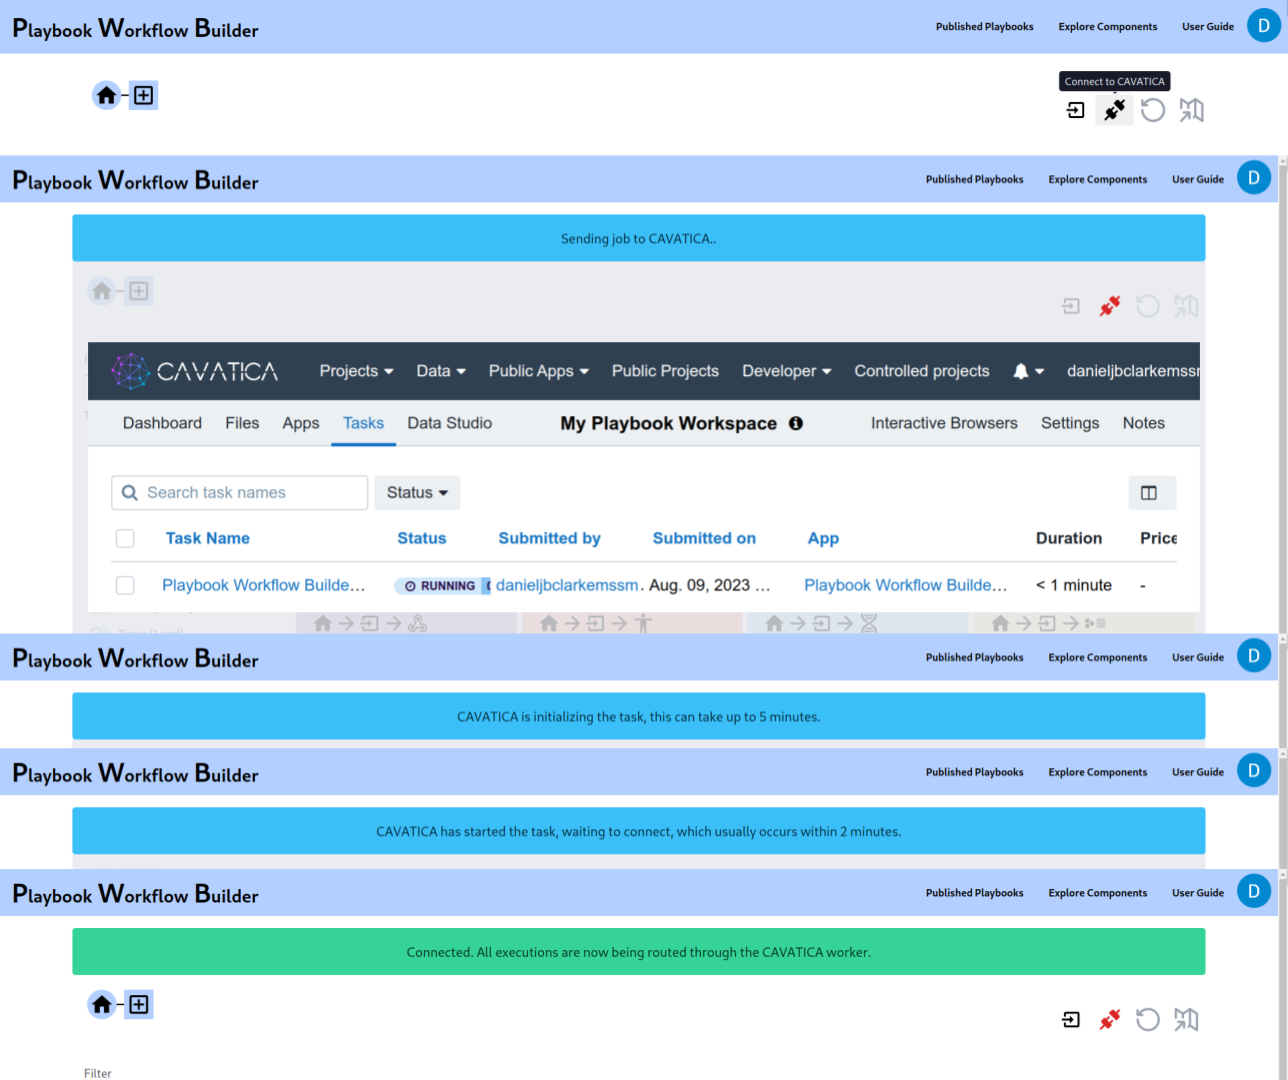 Playbook Workflow Builder
Published Playbooks
Explore Components
User Guide
D
Connect to CAVATICA
Playbook Workflow Builder
Published Playbooks
Explore Components
User Guide
D
Sending job to CAVATICA..
CAVATICA
Projects
Data
Public Apps
Public Projects
Developer
Controlled projects
danieljbclarkemssm
Dashboard
Files
Apps
Tasks
Data Studio
My Playbook Workspace
Interactive Browsers
Settings
Notes
Search task names
Status
Task Name
Status
Submitted by
Submitted on
App
Duration
Price
Playbook Workflow Builde...
RUNNING
danieljbclarkemssm.
Aug. 09, 2023 ...
Playbook Workflow Builde...
< 1 minute
-
Playbook Workflow Builder
Published Playbooks
Explore Components
User Guide
D
CAVATICA is initializing the task, this can take up to 5 minutes.
Playbook Workflow Builder
Published Playbooks
Explore Components
User Guide
D
CAVATICA has started the task, waiting to connect, which usually occurs within 2 minutes.
Playbook Workflow Builder
Published Playbooks
Explore Components
User Guide
D
Connected. All executions are now being routed through the CAVATICA worker.
Filter